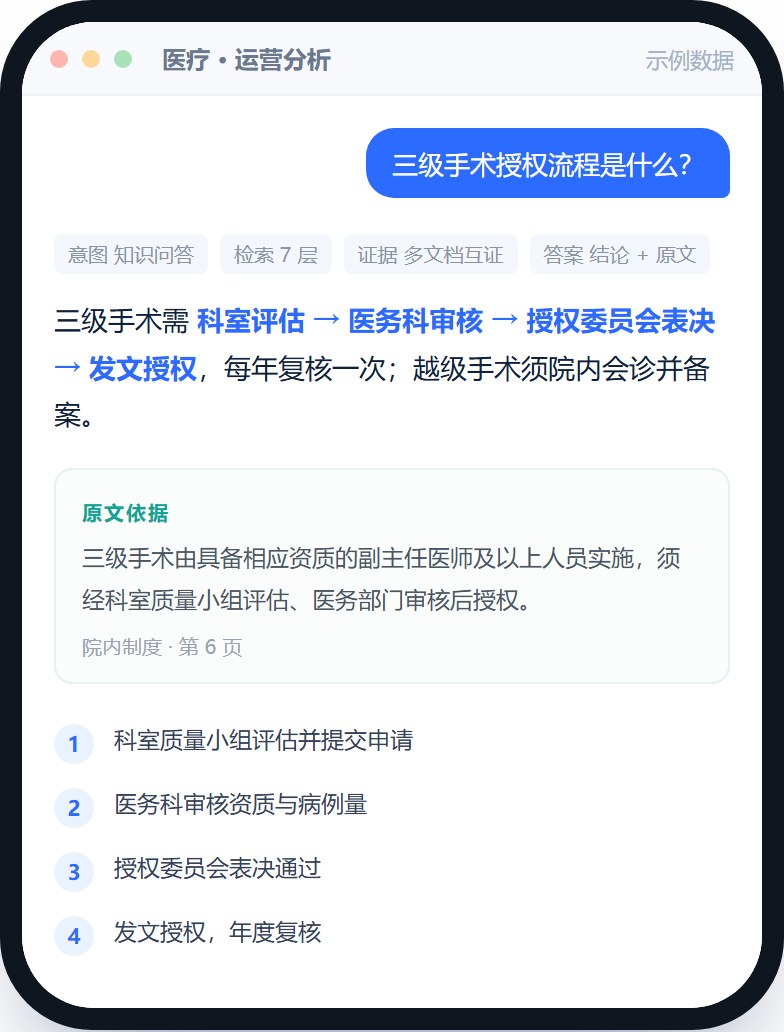 医疗 · 运营分析
示例数据
三级手术授权流程是什么？
意图 知识问答
检索 7 层
证据 多文档互证
答案 结论 + 原文
三级手术需 科室评估 → 医务科审核 → 授权委员会表决
→ 发文授权，每年复核一次；越级手术须院内会诊并备
案。
原文依据
三级手术由具备相应资质的副主任医师及以上人员实施，须
经科室质量小组评估、医务部门审核后授权。
院内制度 · 第 6 页
1 科室质量小组评估并提交申请
2 医务科审核资质与病例量
3 授权委员会表决通过
4 发文授权，年度复核